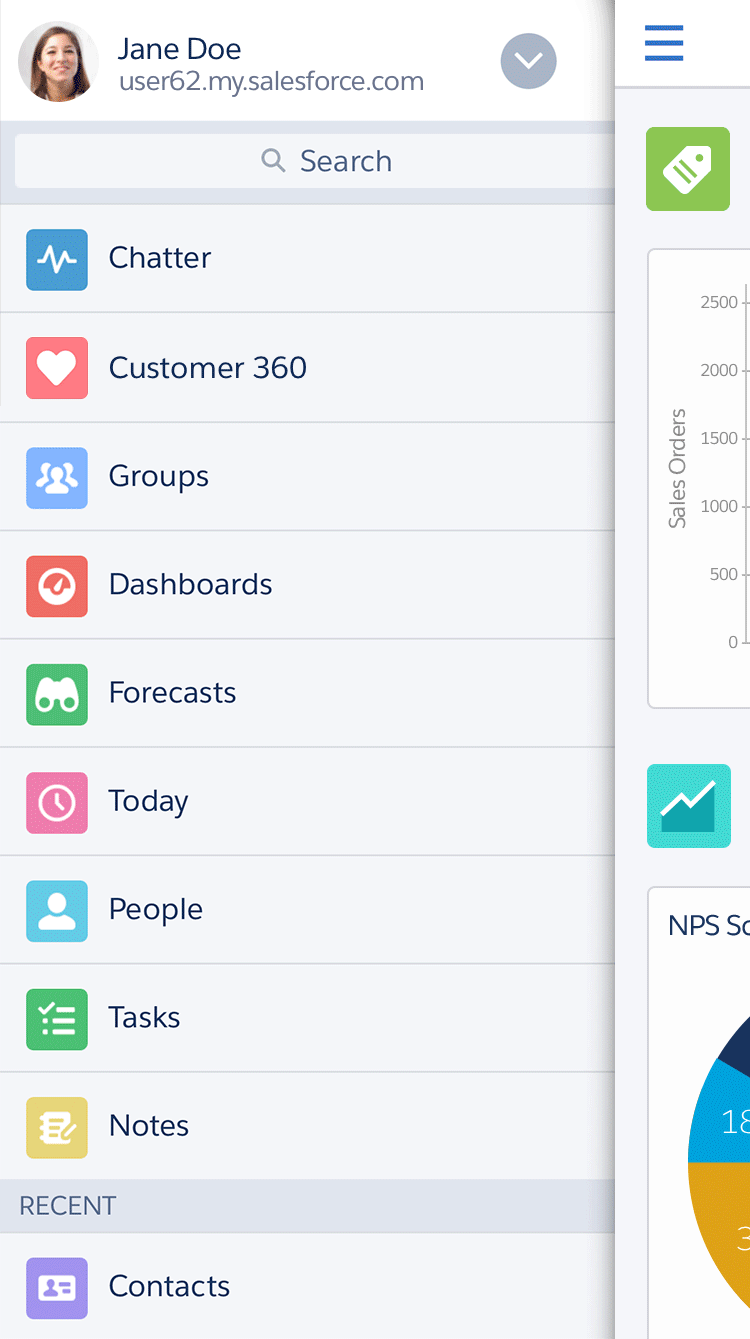 Jane Doe
user62.my.salesforce.com
Search
Chatter
Customer 360
Groups
Dashboards
Forecasts
Today
People
Tasks
Notes
RECENT
Contacts
Sales Orders
2500
2000
1500
1000
500
0
NPS
18
3